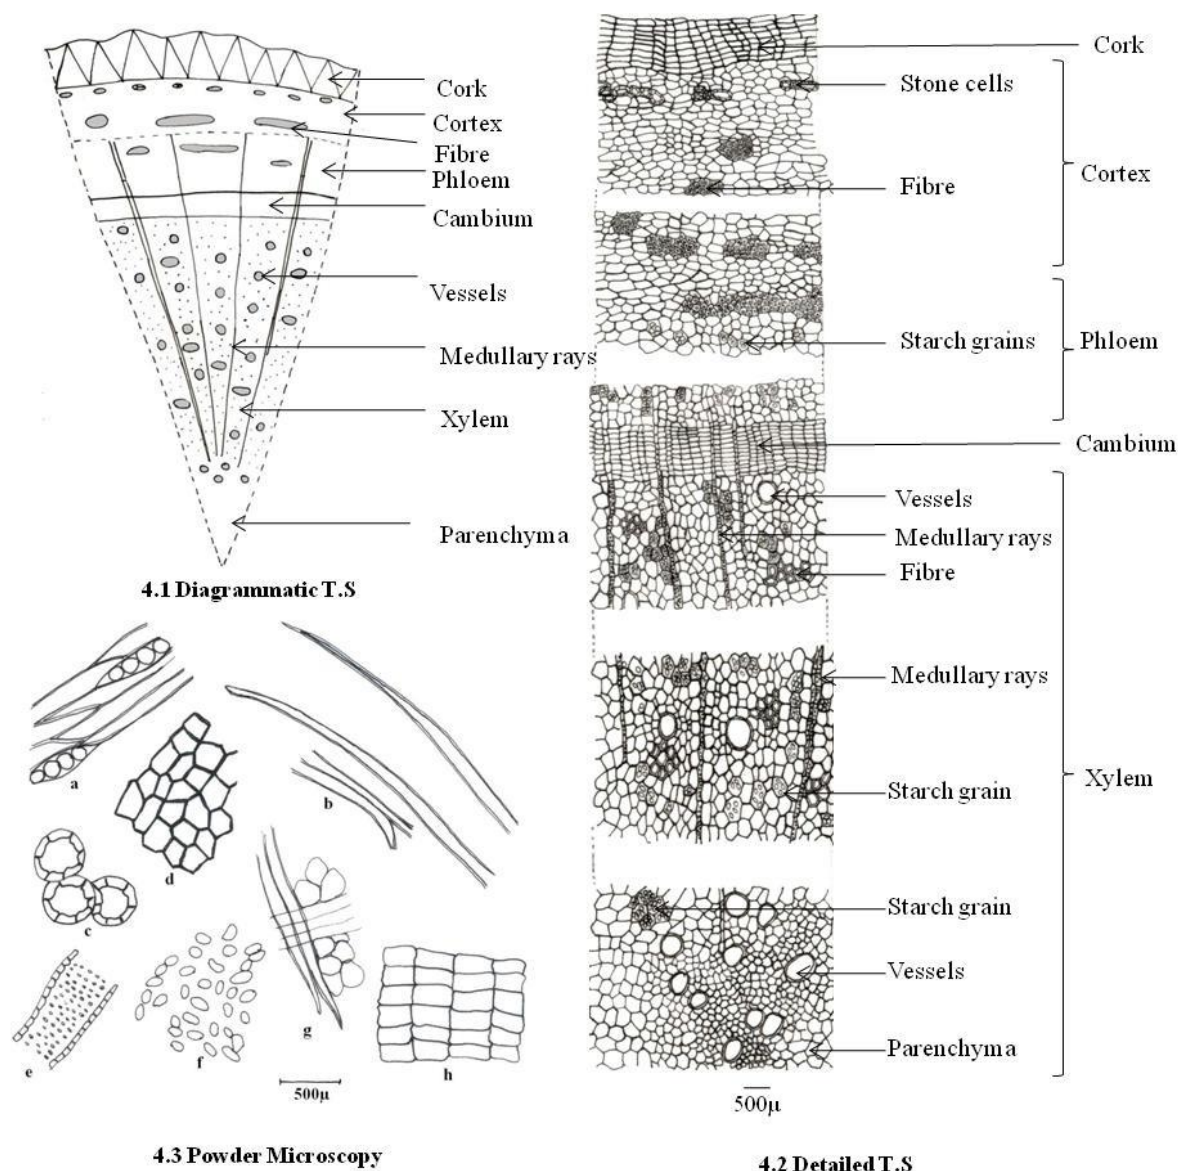 Cork
Cortex
Fibre
Phloem
Cambium
Vessels
Medullary rays
Xylem
Parenchyma
4.1 Diagrammatic T.S
a
b
c
d
e
f
g
h
500µ
4.3 Powder Microscopy
Cork
Stone cells
Cortex
Fibre
Starch grains
Phloem
Cambium
Vessels
Medullary rays
Fibre
Medullary rays
Xylem
Starch grain
Starch grain
Vessels
Parenchyma
500µ
4.2 Detailed T.S